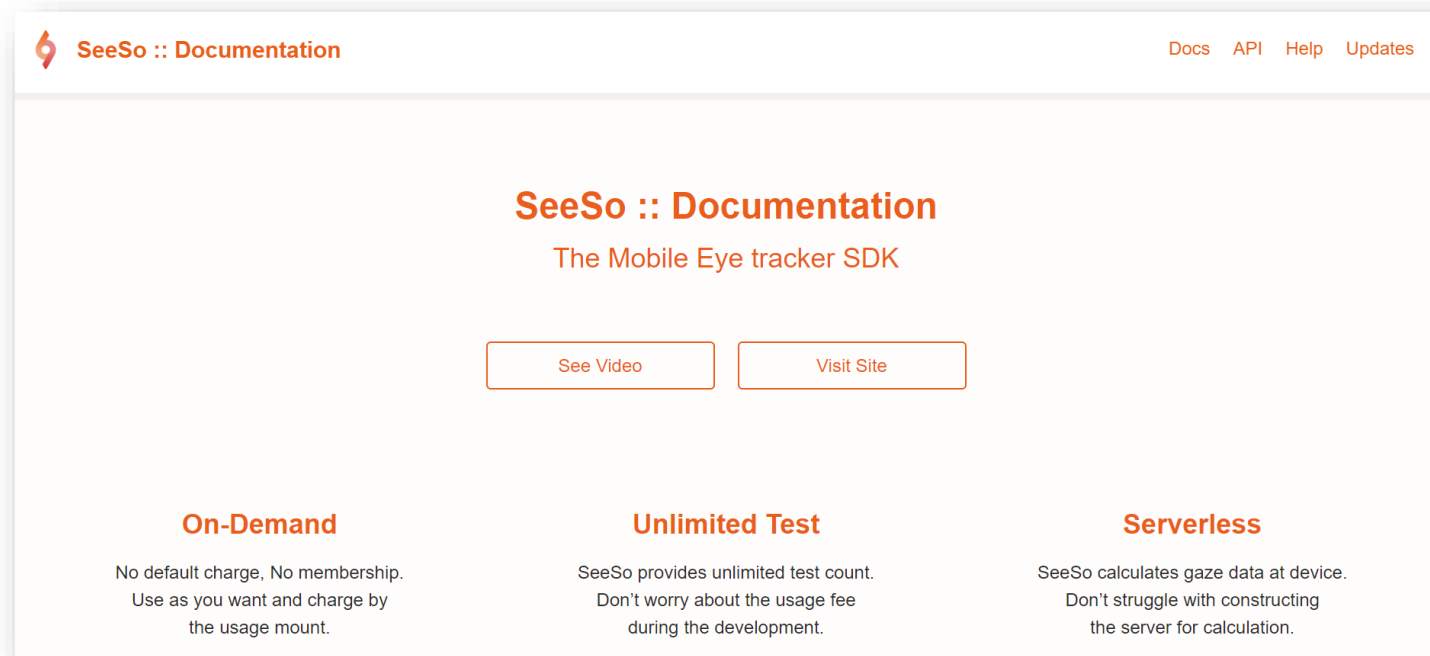 SeeSo :: Documentation
Docs API Help Updates
SeeSo :: Documentation
The Mobile Eye tracker SDK
See Video
Visit Site
On-Demand
No default charge, No membership.
Use as you want and charge by
the usage mount.
Unlimited Test
SeeSo provides unlimited test count.
Don’t worry about the usage fee
during the development.
Serverless
SeeSo calculates gaze data at device.
Don’t struggle with constructing
the server for calculation.